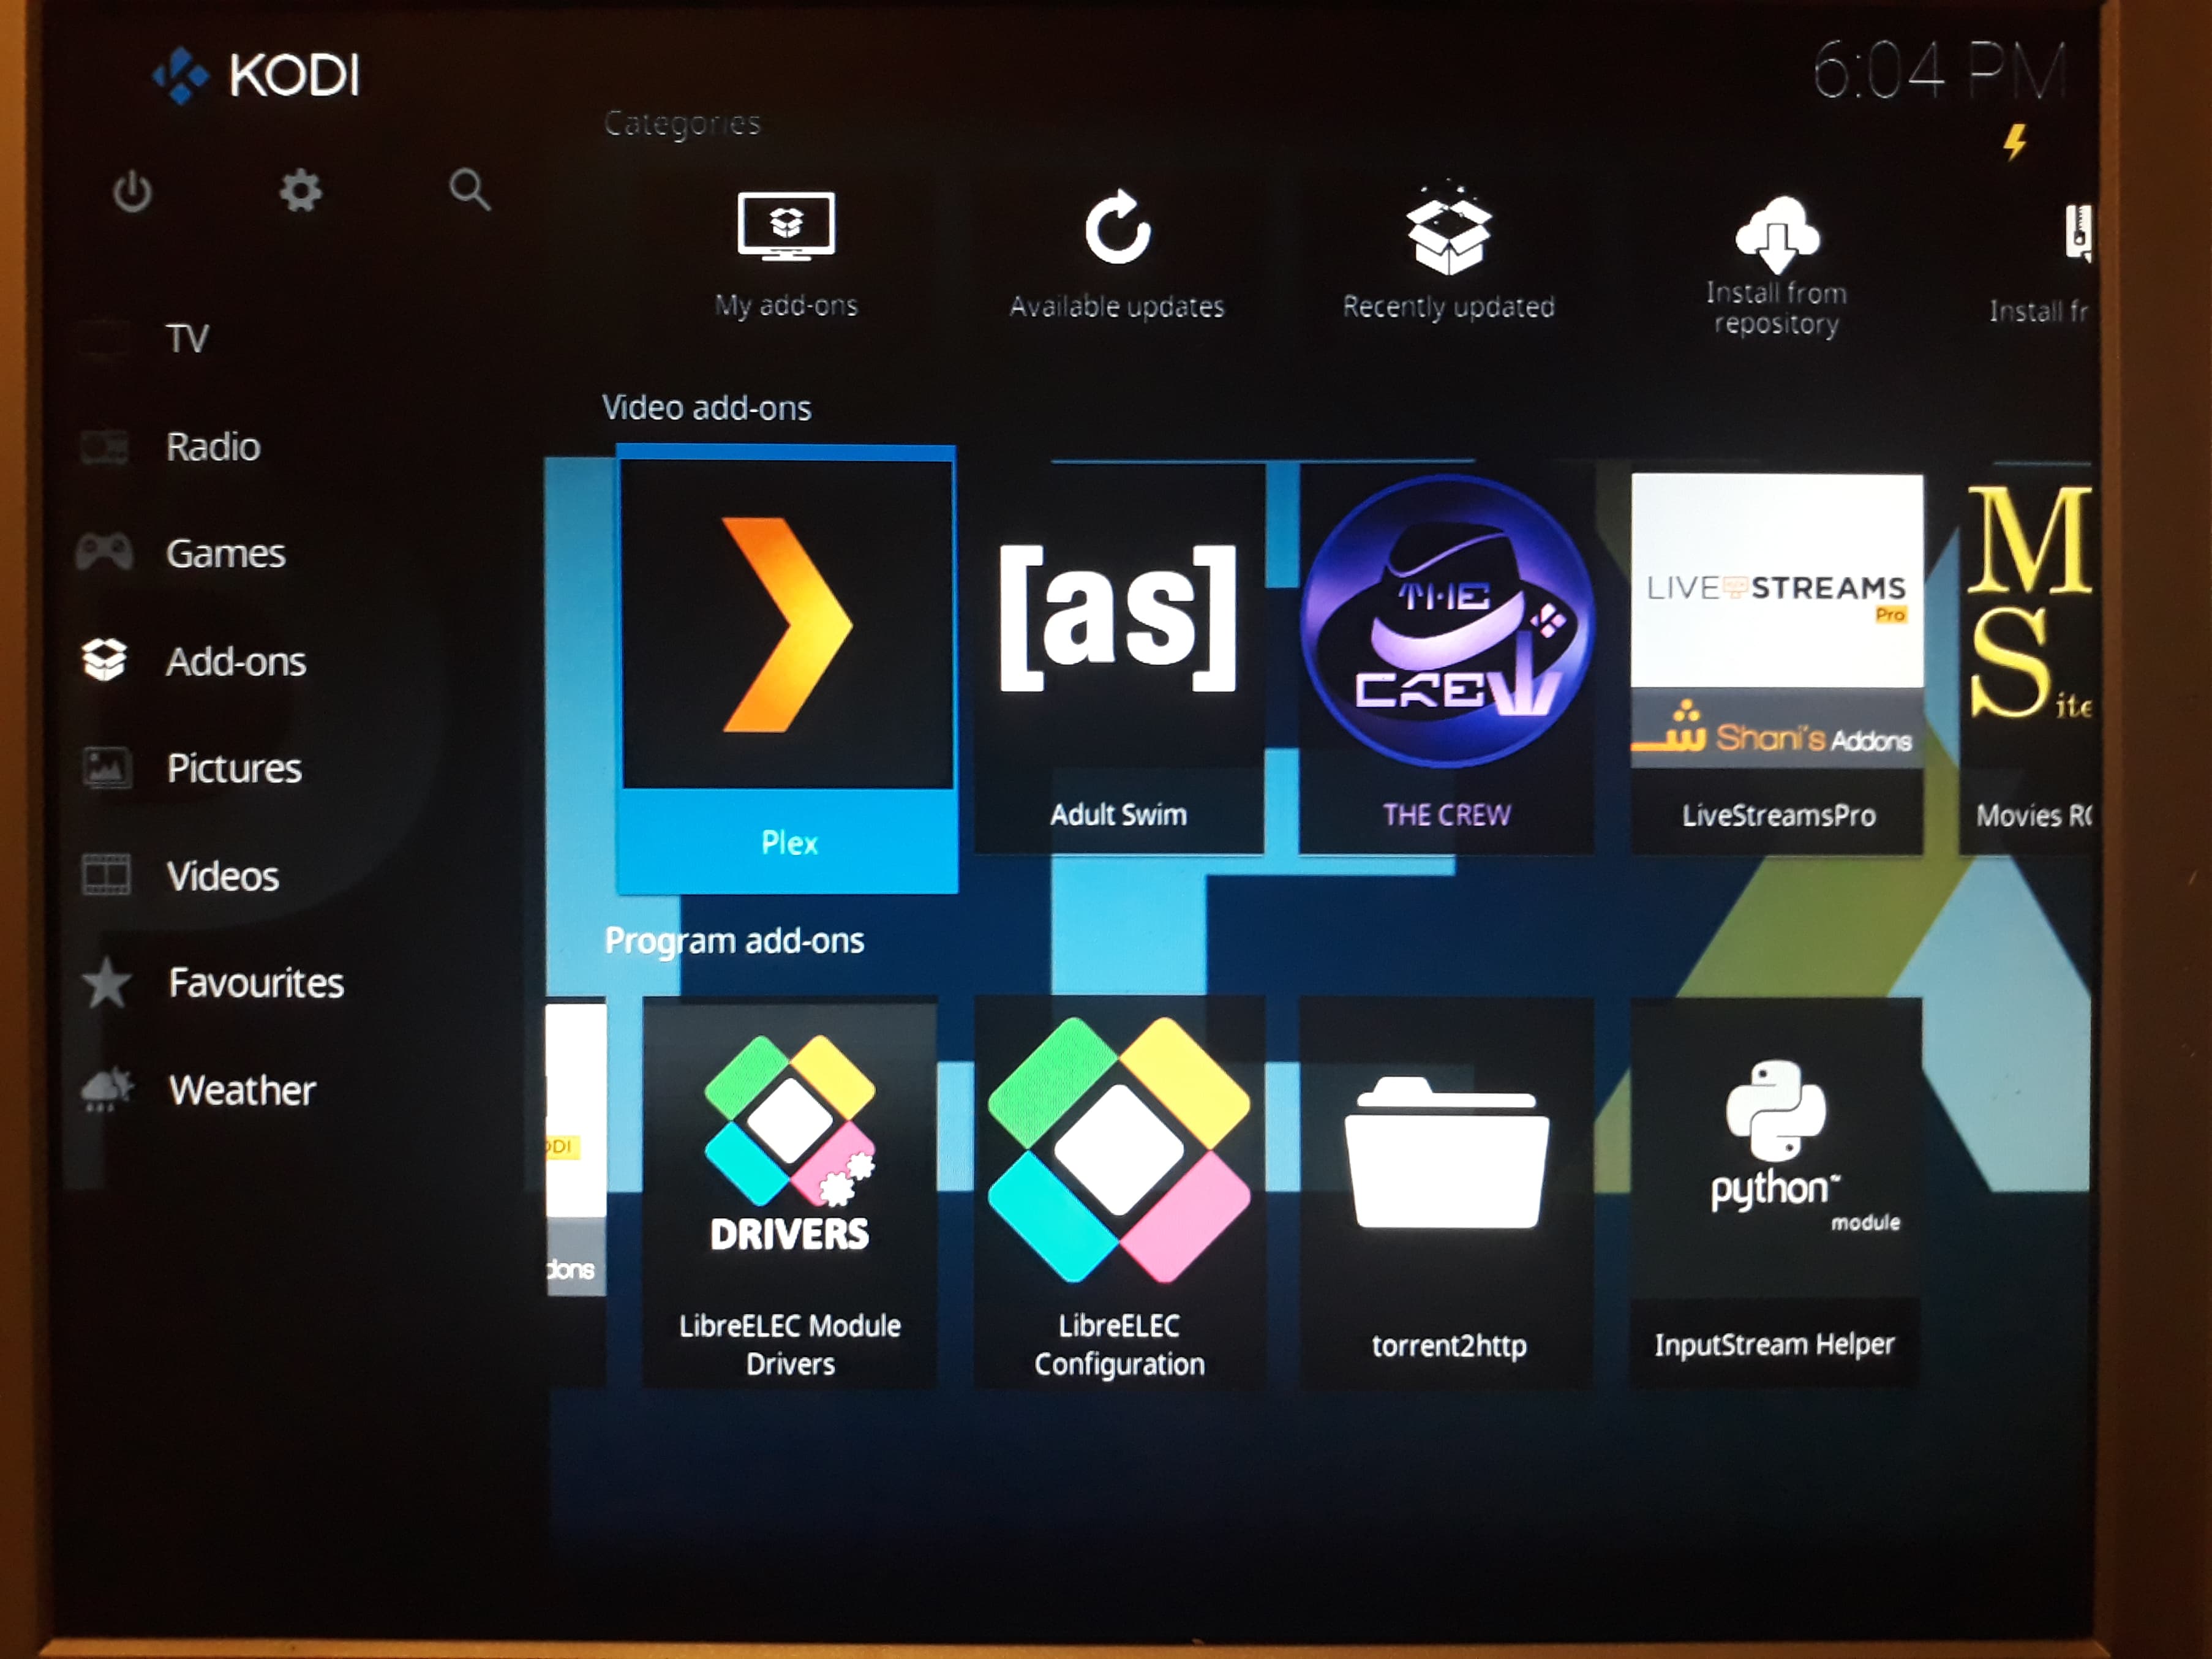 KODI
6:04 PM
Categories
My add-ons
Available updates
Recently updated
Install from
repository
Install fr
TV
Radio
Games
Add-ons
Pictures
Videos
Favourites
Weather
Video add-ons
[as]
THE
CREW
LIVE STREAMS
Pro
Shani's Addons
M
S ite
Plex
Adult Swim
THE CREW
LiveStreamsPro
Movies RO
Program add-ons
ODI
dons
DRIVERS
python™
module
LibreELEC Module
Drivers
LibreELEC
Configuration
torrent2http
InputStream Helper